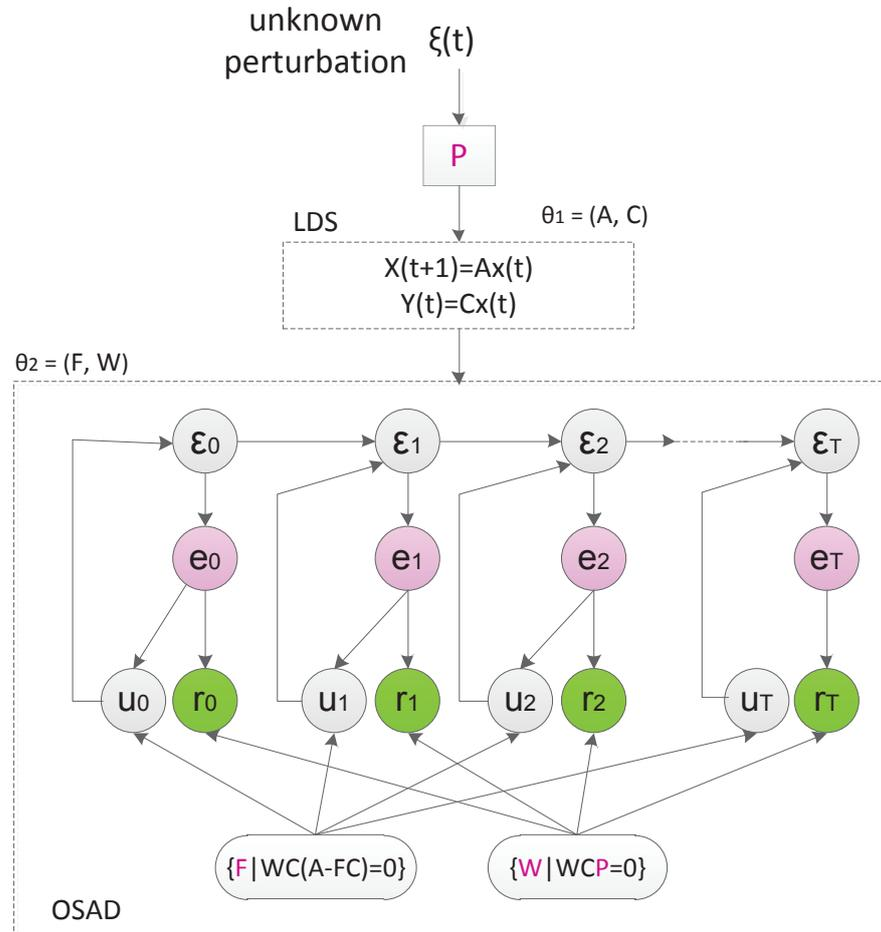 unknown
perturbation ξ(t)
P
LDS
θ1 = (A, C)
X(t+1)=Ax(t)
Y(t)=Cx(t)
θ2 = (F, W)
ε0 ε1 ε2 εT
e0 e1 e2 eT
u0 r0 u1 r1 u2 r2 uT rT
{F|WC(A-FC)=0} {W|WCP=0}
OSAD